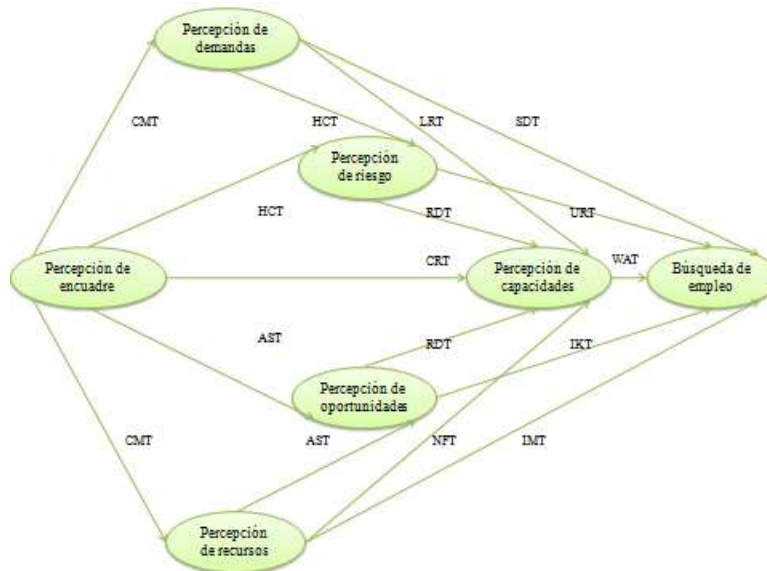 Percepción de
demandas
CMT
HCT
LRT
SDT
Percepción
de riesgo
HCT
RDT
URT
Percepción de
encuadre
CRT
Percepción de
capacidades
WAT
Búsqueda de
empleo
AST
RDT
IKT
Percepción de
oportunidades
CMT
AST
NFT
IMT
Percepción
de recursos